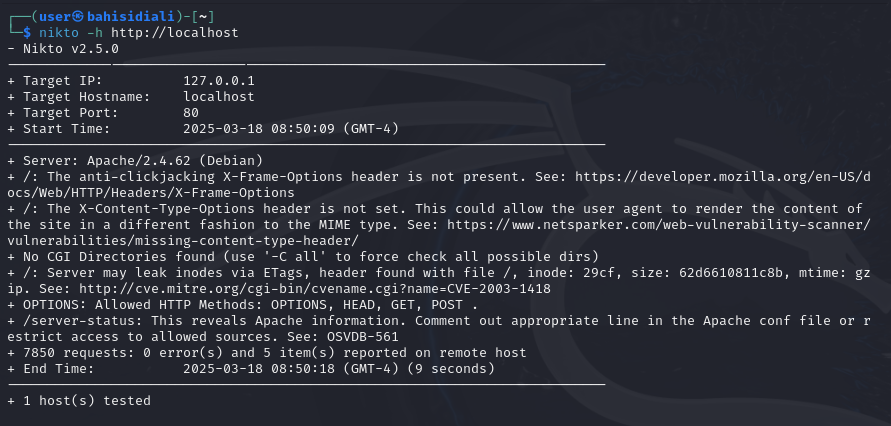 ┌──(user㉿bahisidiali)-[~]
└─$ nikto -h http://localhost
- Nikto v2.5.0
---------------------------------------------------------------------------
+ Target IP:          127.0.0.1
+ Target Hostname:    localhost
+ Target Port:        80
+ Start Time:         2025-03-18 08:50:09 (GMT-4)
---------------------------------------------------------------------------
+ Server: Apache/2.4.62 (Debian)
+ /: The anti-clickjacking X-Frame-Options header is not present. See: https://developer.mozilla.org/en-US/d
ocs/Web/HTTP/Headers/X-Frame-Options
+ /: The X-Content-Type-Options header is not set. This could allow the user agent to render the content of
the site in a different fashion to the MIME type. See: https://www.netsparker.com/web-vulnerability-scanner/
vulnerabilities/missing-content-type-header/
+ No CGI Directories found (use '-C all' to force check all possible dirs)
+ /: Server may leak inodes via ETags, header found with file /, inode: 29cf, size: 62d6610811c8b, mtime: gz
ip. See: http://cve.mitre.org/cgi-bin/cvename.cgi?name=CVE-2003-1418
+ OPTIONS: Allowed HTTP Methods: OPTIONS, HEAD, GET, POST .
+ /server-status: This reveals Apache information. Comment out appropriate line in the Apache conf file or r
estrict access to allowed sources. See: OSVDB-561
+ 7850 requests: 0 error(s) and 5 item(s) reported on remote host
+ End Time:           2025-03-18 08:50:18 (GMT-4) (9 seconds)
---------------------------------------------------------------------------
+ 1 host(s) tested